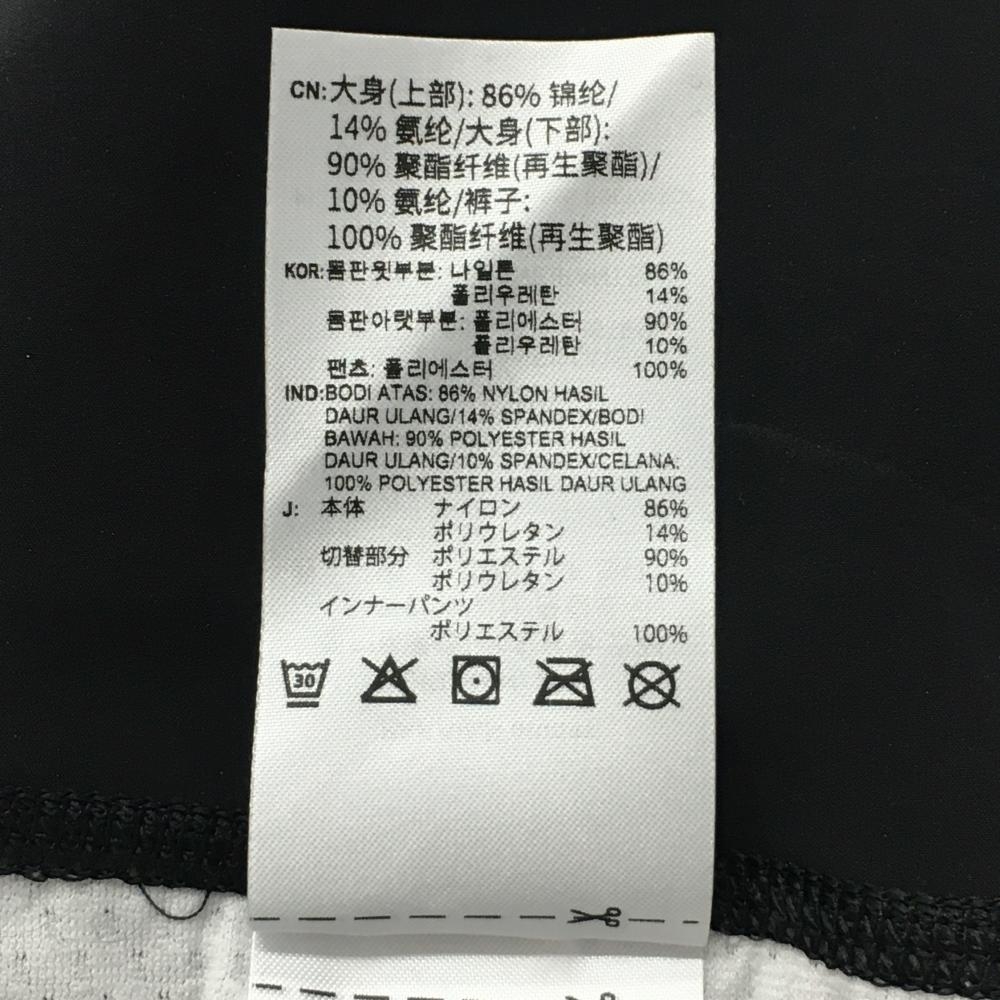 CN:大身(上部): 86% 锦纶/
14% 氨纶/大身(下部):
90% 聚酯纤维(再生聚酯)/
10% 氨纶/裤子:
100% 聚酯纤维(再生聚酯)
KOR:몸판윗부분: 나일론 86%
폴리우레탄 14%
몸판아랫부분: 폴리에스터 90%
폴리우레탄 10%
팬츠: 폴리에스터 100%
IND:BODI ATAS: 86% NYLON HASIL
DAUR ULANG/14% SPANDEX/BODI
BAWAH: 90% POLYESTER HASIL
DAUR ULANG/10% SPANDEX/CELANA:
100% POLYESTER HASIL DAUR ULANG
J: 本体 ナイロン 86%
ポリウレタン 14%
切替部分 ポリエステル 90%
ポリウレタン 10%
インナーパンツ
ポリエステル 100%
30